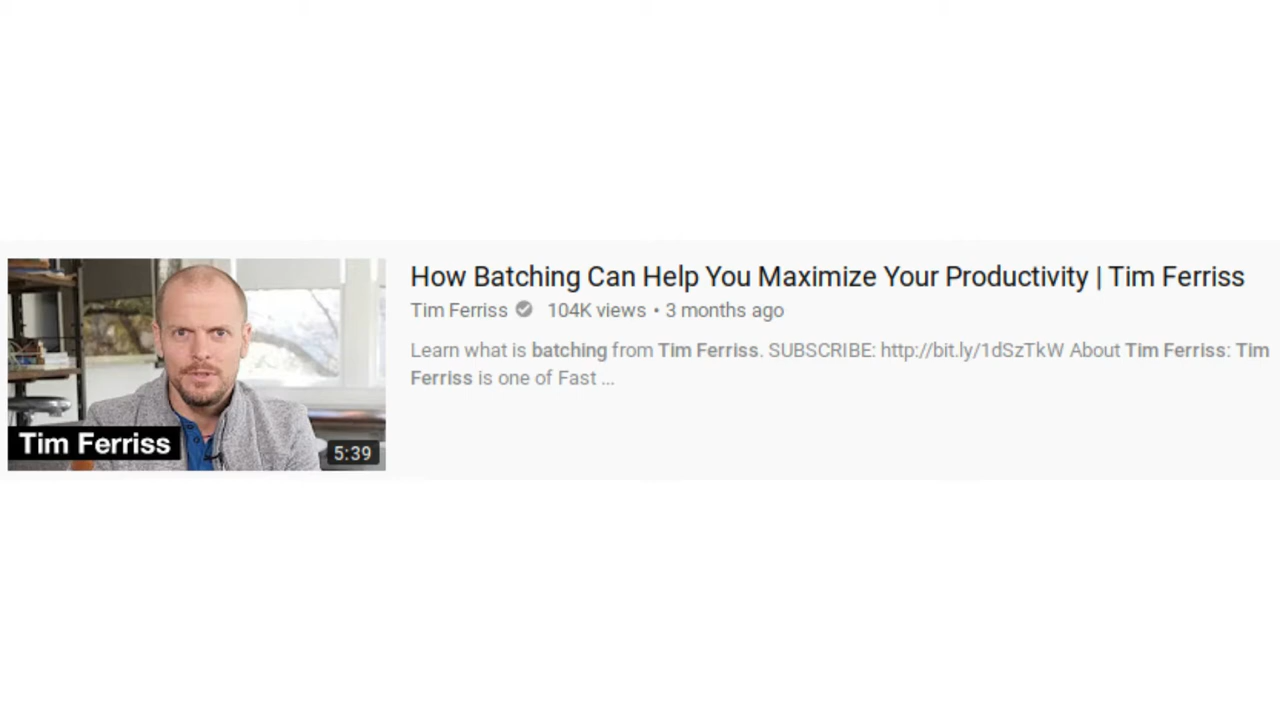 How Batching Can Help You Maximize Your Productivity | Tim Ferriss
Tim Ferriss 104K views • 3 months ago
Learn what is batching from Tim Ferriss. SUBSCRIBE: http://bit.ly/1dSzTkW About Tim Ferriss: Tim
Ferriss is one of Fast ...
Tim Ferriss
5:39